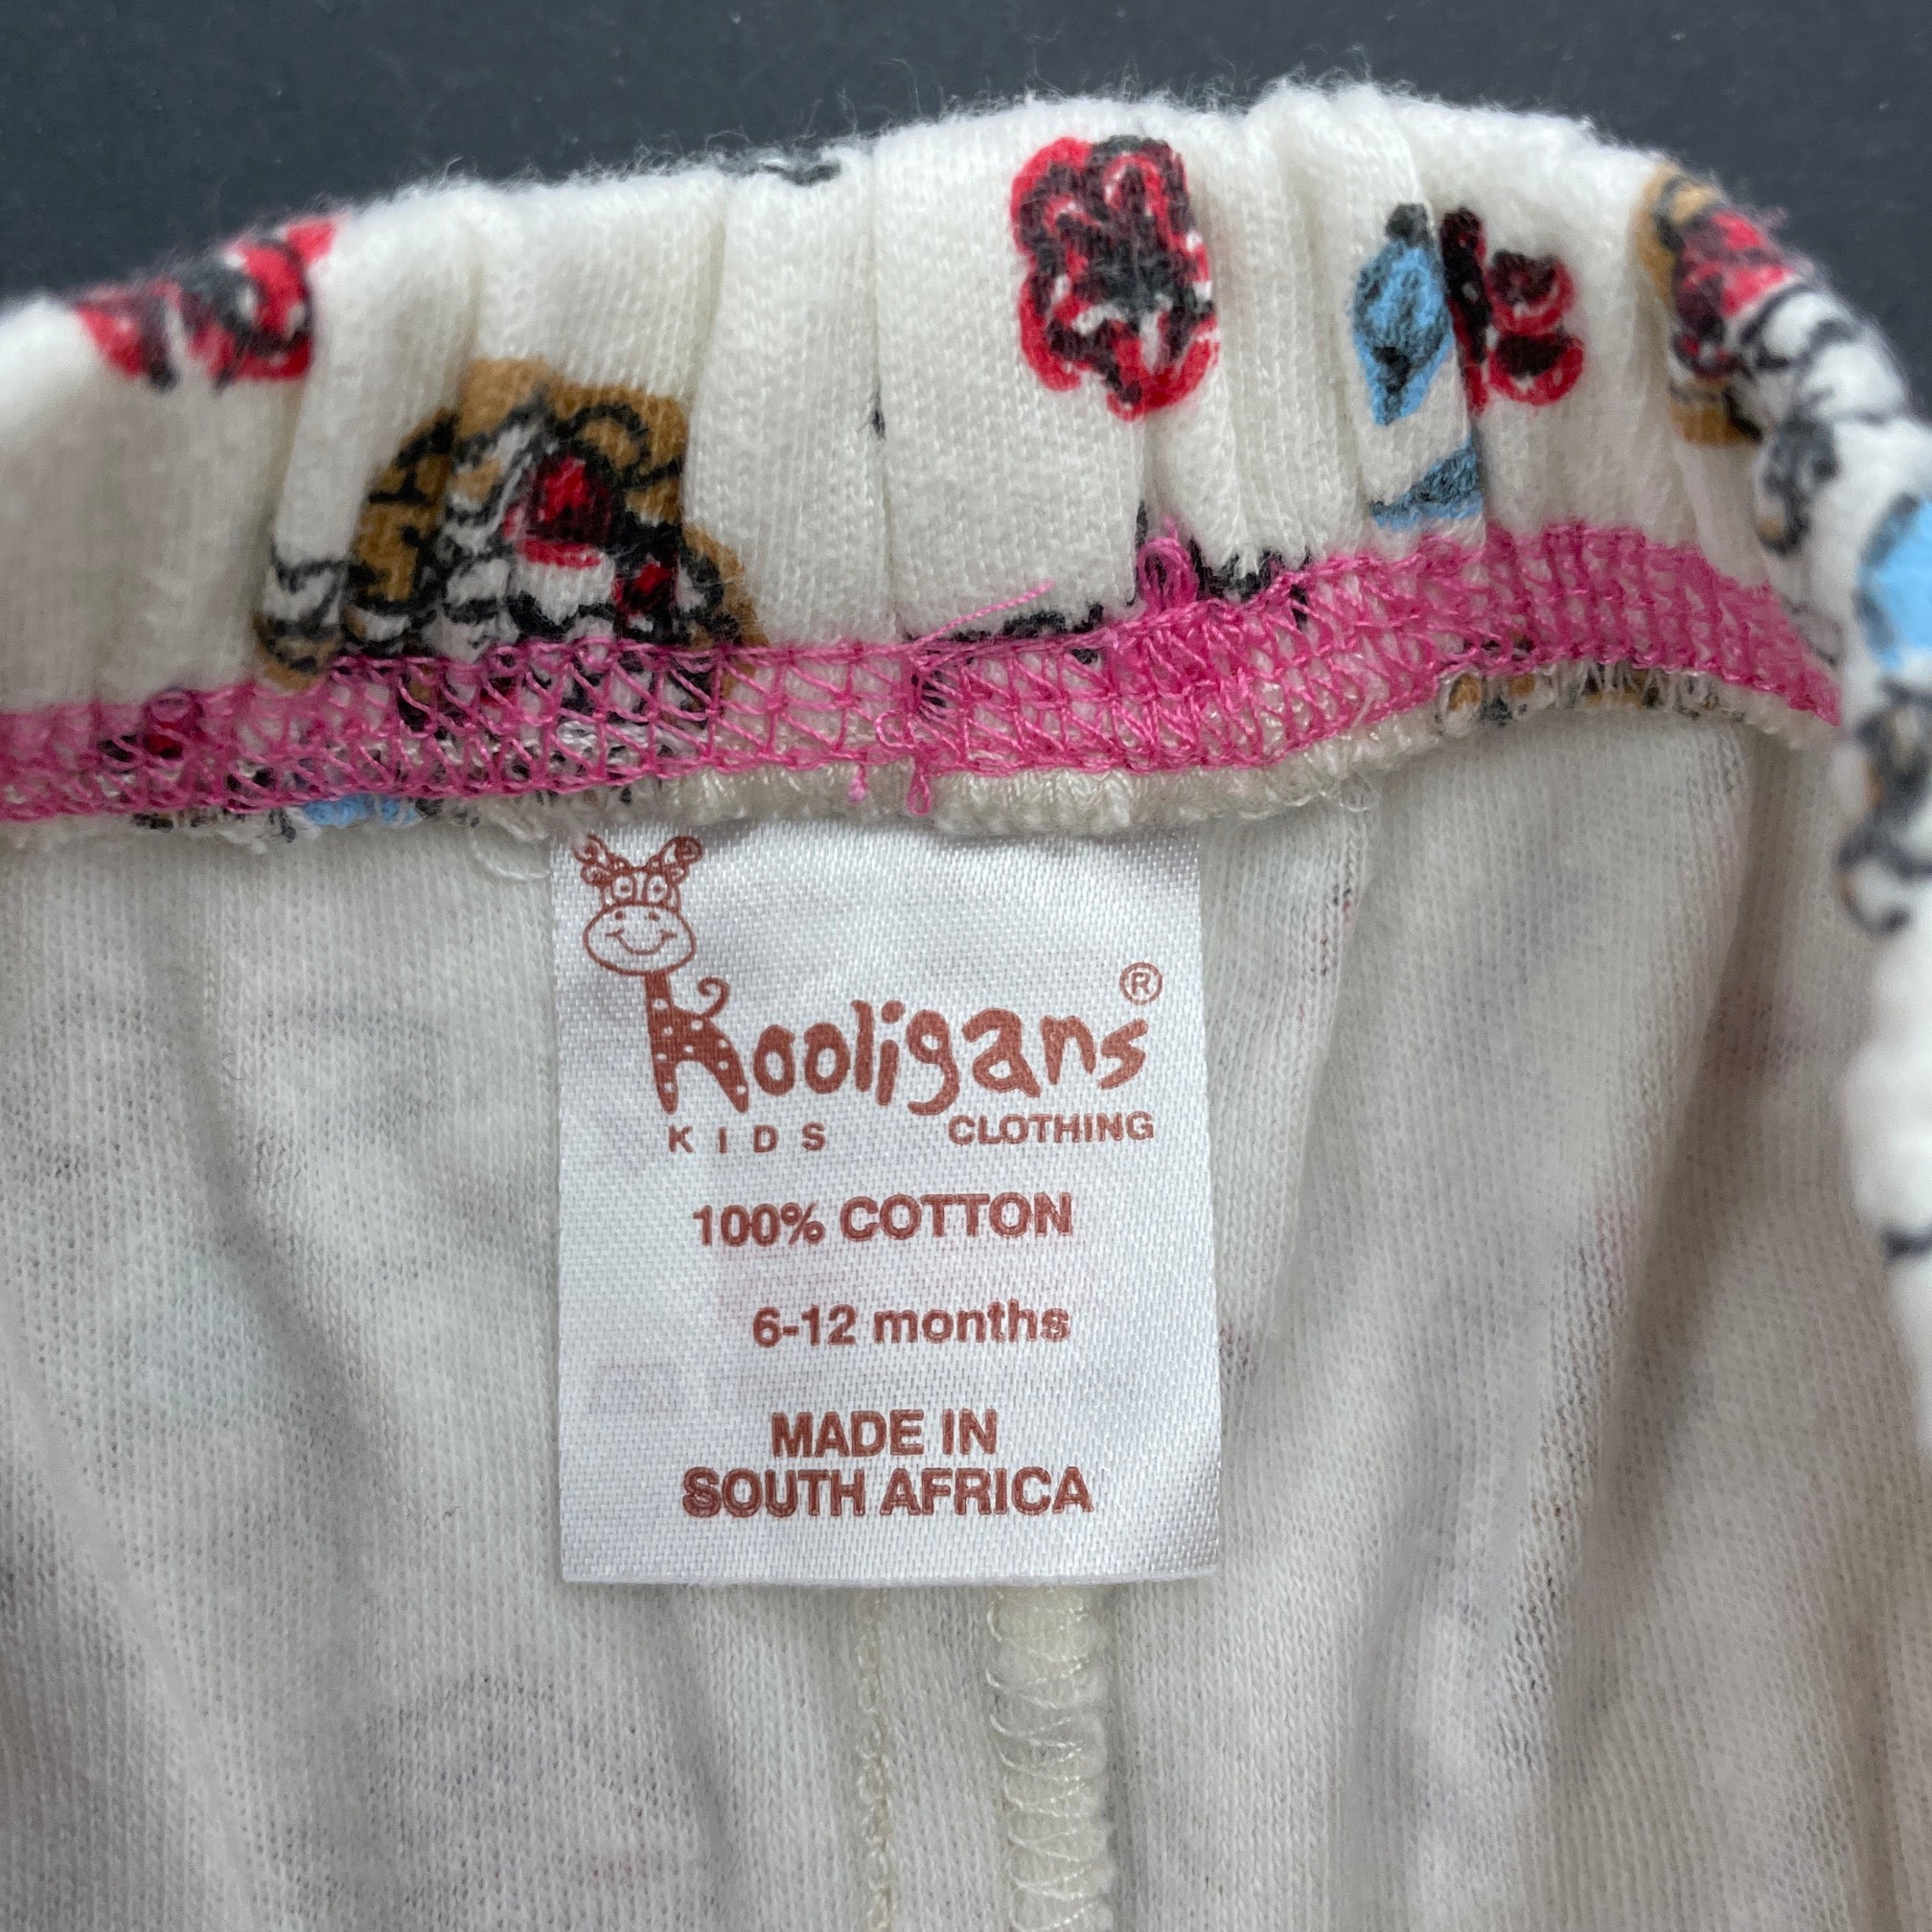 Kooligans ®
KIDS CLOTHING
100% COTTON
6-12 months
MADE IN
SOUTH AFRICA